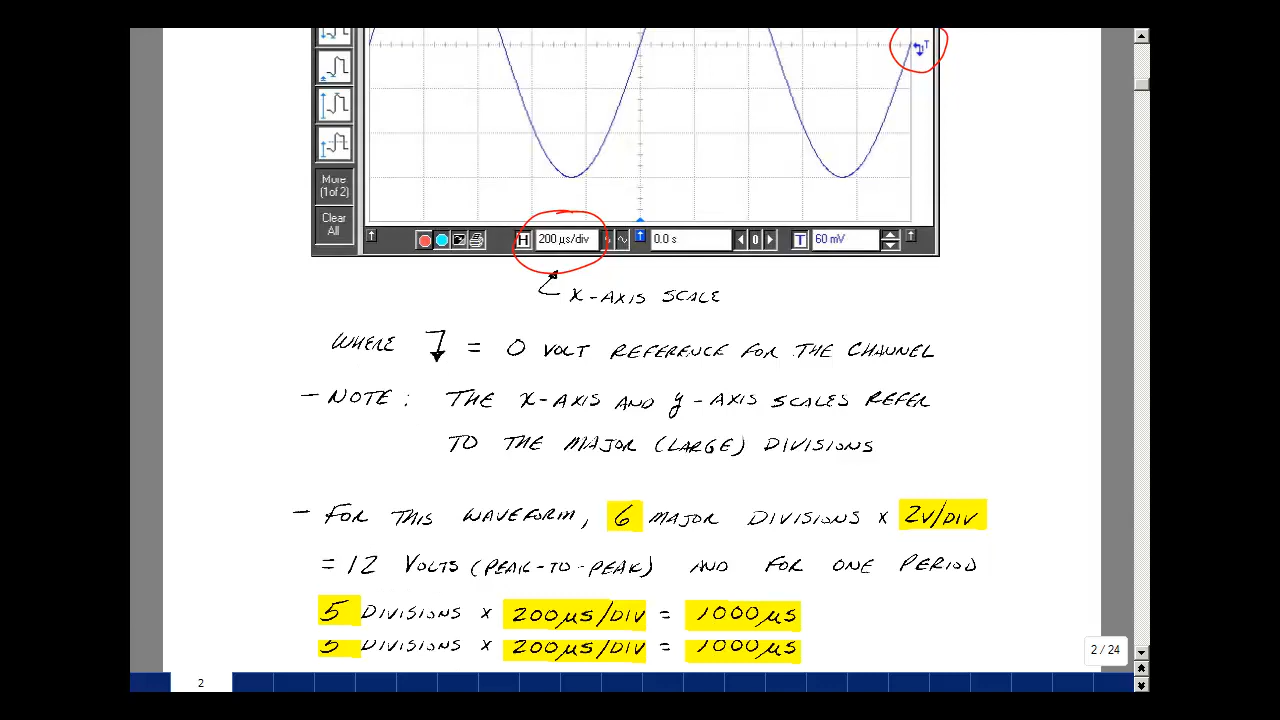 More
(1 of 2)
Clear
All
H 200 µs/div 0.0 s 0 T 60 mV
T
X-AXIS SCALE
WHERE = 0 VOLT REFERENCE FOR THE CHANNEL
- NOTE: THE X-AXIS AND Y-AXIS SCALES REFER
TO THE MAJOR (LARGE) DIVISIONS
- FOR THIS WAVEFORM, 6 MAJOR DIVISIONS X 2V/DIV
= 12 VOLTS (PEAK-TO-PEAK) AND FOR ONE PERIOD
5 DIVISIONS X 200µS/DIV = 1000µS
5 DIVISIONS X 200µS/DIV = 1000µS
2 / 24
2